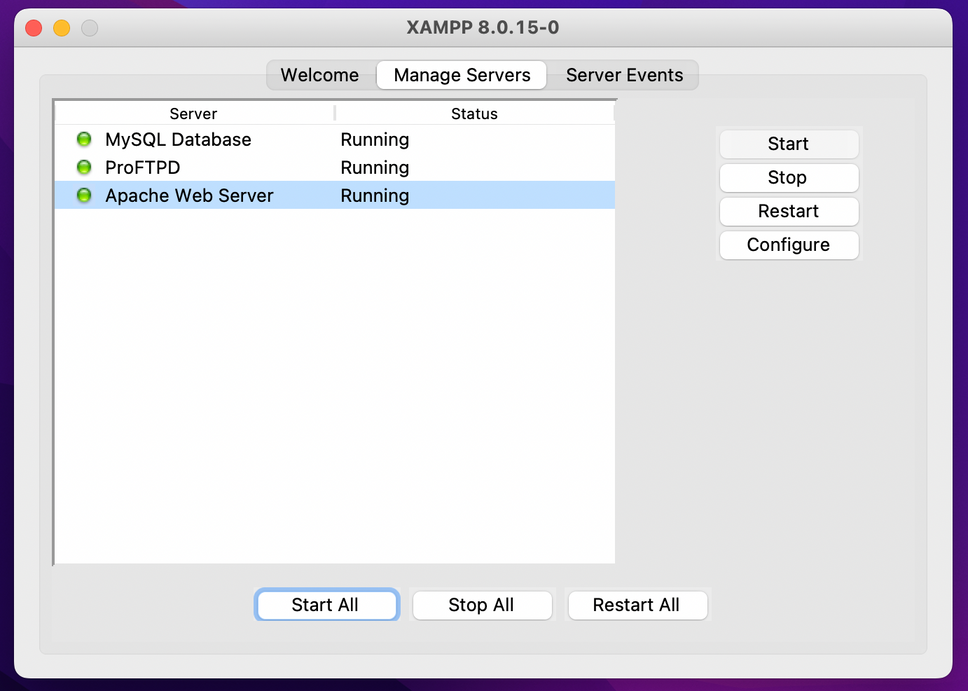 XAMPP 8.0.15-0
Welcome Manage Servers Server Events
Server Status
MySQL Database Running
ProFTPD Running
Apache Web Server Running
Start
Stop
Restart
Configure
Start All Stop All Restart All